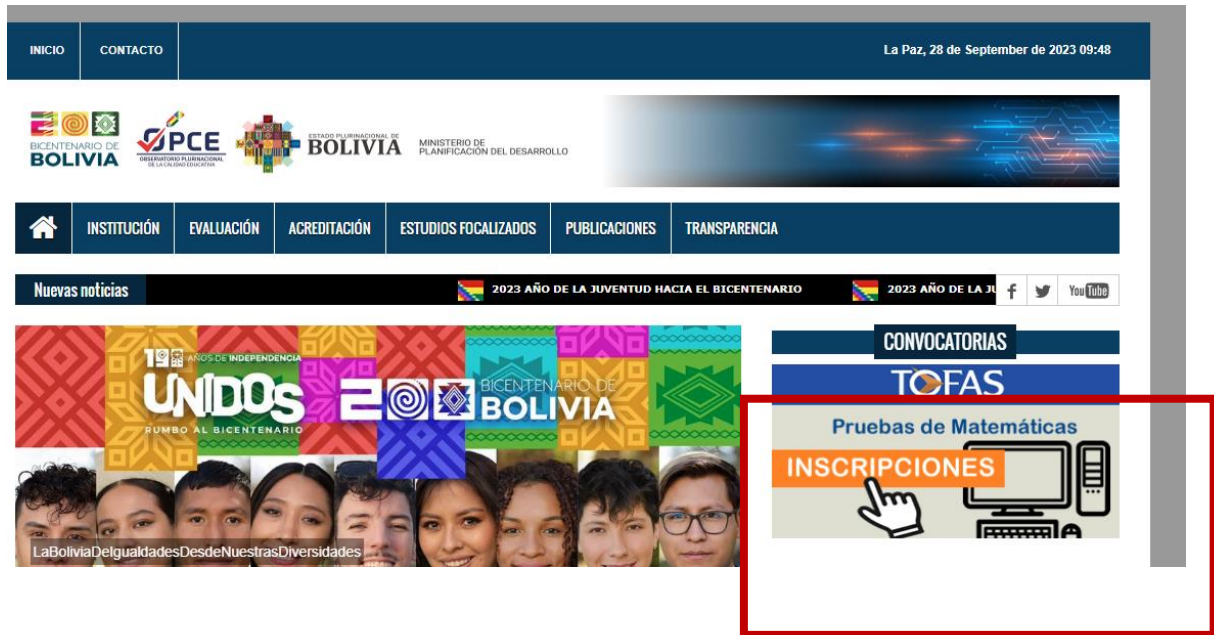 INICIO CONTACTO La Paz, 28 de September de 2023 09:48
BICENTENARIO DE
BOLIVIA
OPCE
OBSERVATORIO PLURINACIONAL
DE LA CALIDAD EDUCATIVA
ESTADO PLURINACIONAL DE
BOLIVIA
MINISTERIO DE
PLANIFICACIÓN DEL DESARROLLO
INSTITUCIÓN EVALUACIÓN ACREDITACIÓN ESTUDIOS FOCALIZADOS PUBLICACIONES TRANSPARENCIA
Nuevas noticias 2023 AÑO DE LA JUVENTUD HACIA EL BICENTENARIO 2023 AÑO DE LA JU f You Tube
198 AÑOS DE INDEPENDENCIA
UNIDOS
RUMBO AL BICENTENARIO
200 BICENTENARIO DE
BOLIVIA
LaBoliviaDeIgualdadesDesdeNuestrasDiversidades
CONVOCATORIAS
TOFAS
Pruebas de Matemáticas
INSCRIPCIONES